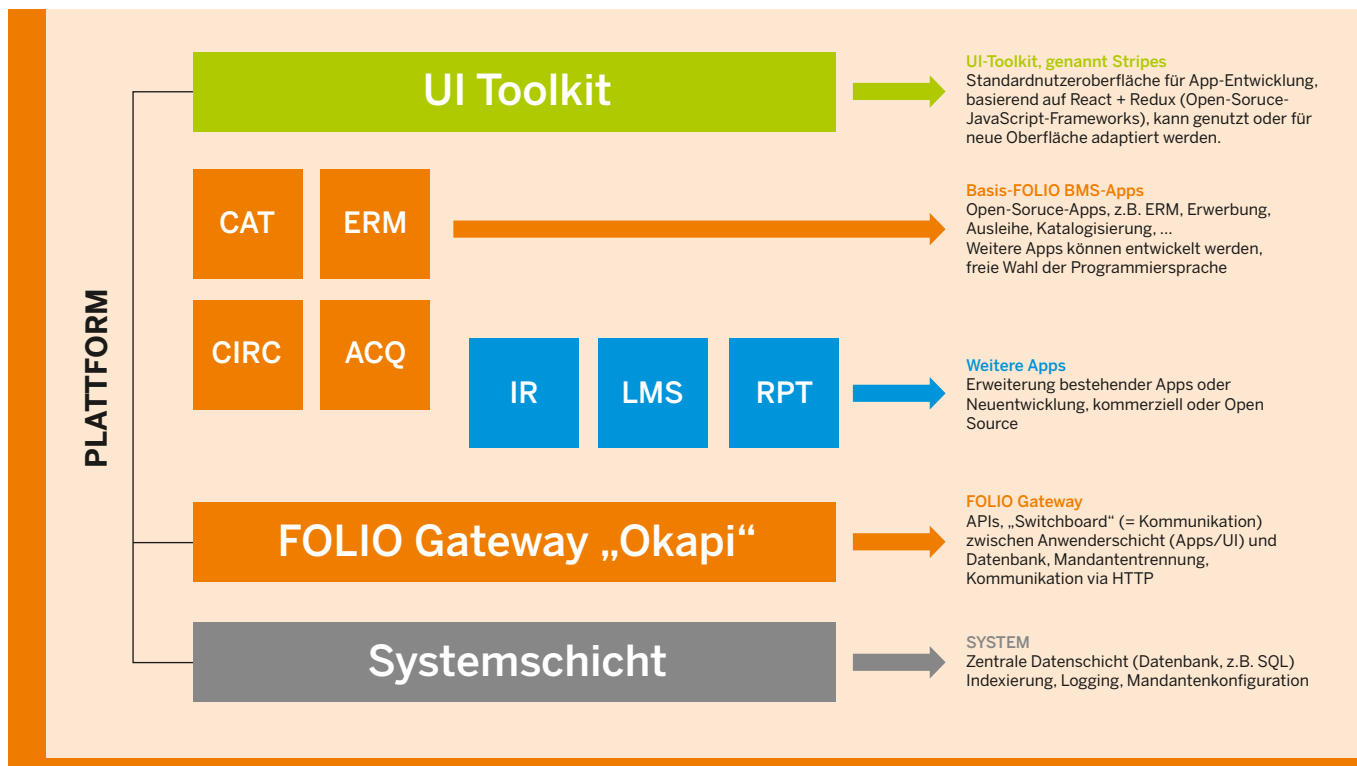 PLATTFORM
UI Toolkit
UI-Toolkit, genannt Stripes
Standardnutzeroberfläche für App-Entwicklung,
basierend auf React + Redux (Open-Soruce-
JavaScript-Frameworks), kann genutzt oder für
neue Oberfläche adaptiert werden.
CAT
ERM
Basis-FOLIO BMS-Apps
Open-Soruce-Apps, z.B. ERM, Erwerbung,
Ausleihe, Katalogisierung, ...
Weitere Apps können entwickelt werden,
freie Wahl der Programmiersprache
CIRC
ACQ
IR
LMS
RPT
Weitere Apps
Erweiterung bestehender Apps oder
Neuentwicklung, kommerziell oder Open
Source
FOLIO Gateway „Okapi“
FOLIO Gateway
APIs, „Switchboard“ (= Kommunikation)
zwischen Anwenderschicht (Apps/UI) und
Datenbank, Mandantentrennung,
Kommunikation via HTTP
Systemschicht
SYSTEM
Zentrale Datenschicht (Datenbank, z.B. SQL)
Indexierung, Logging, Mandantenkonfiguration